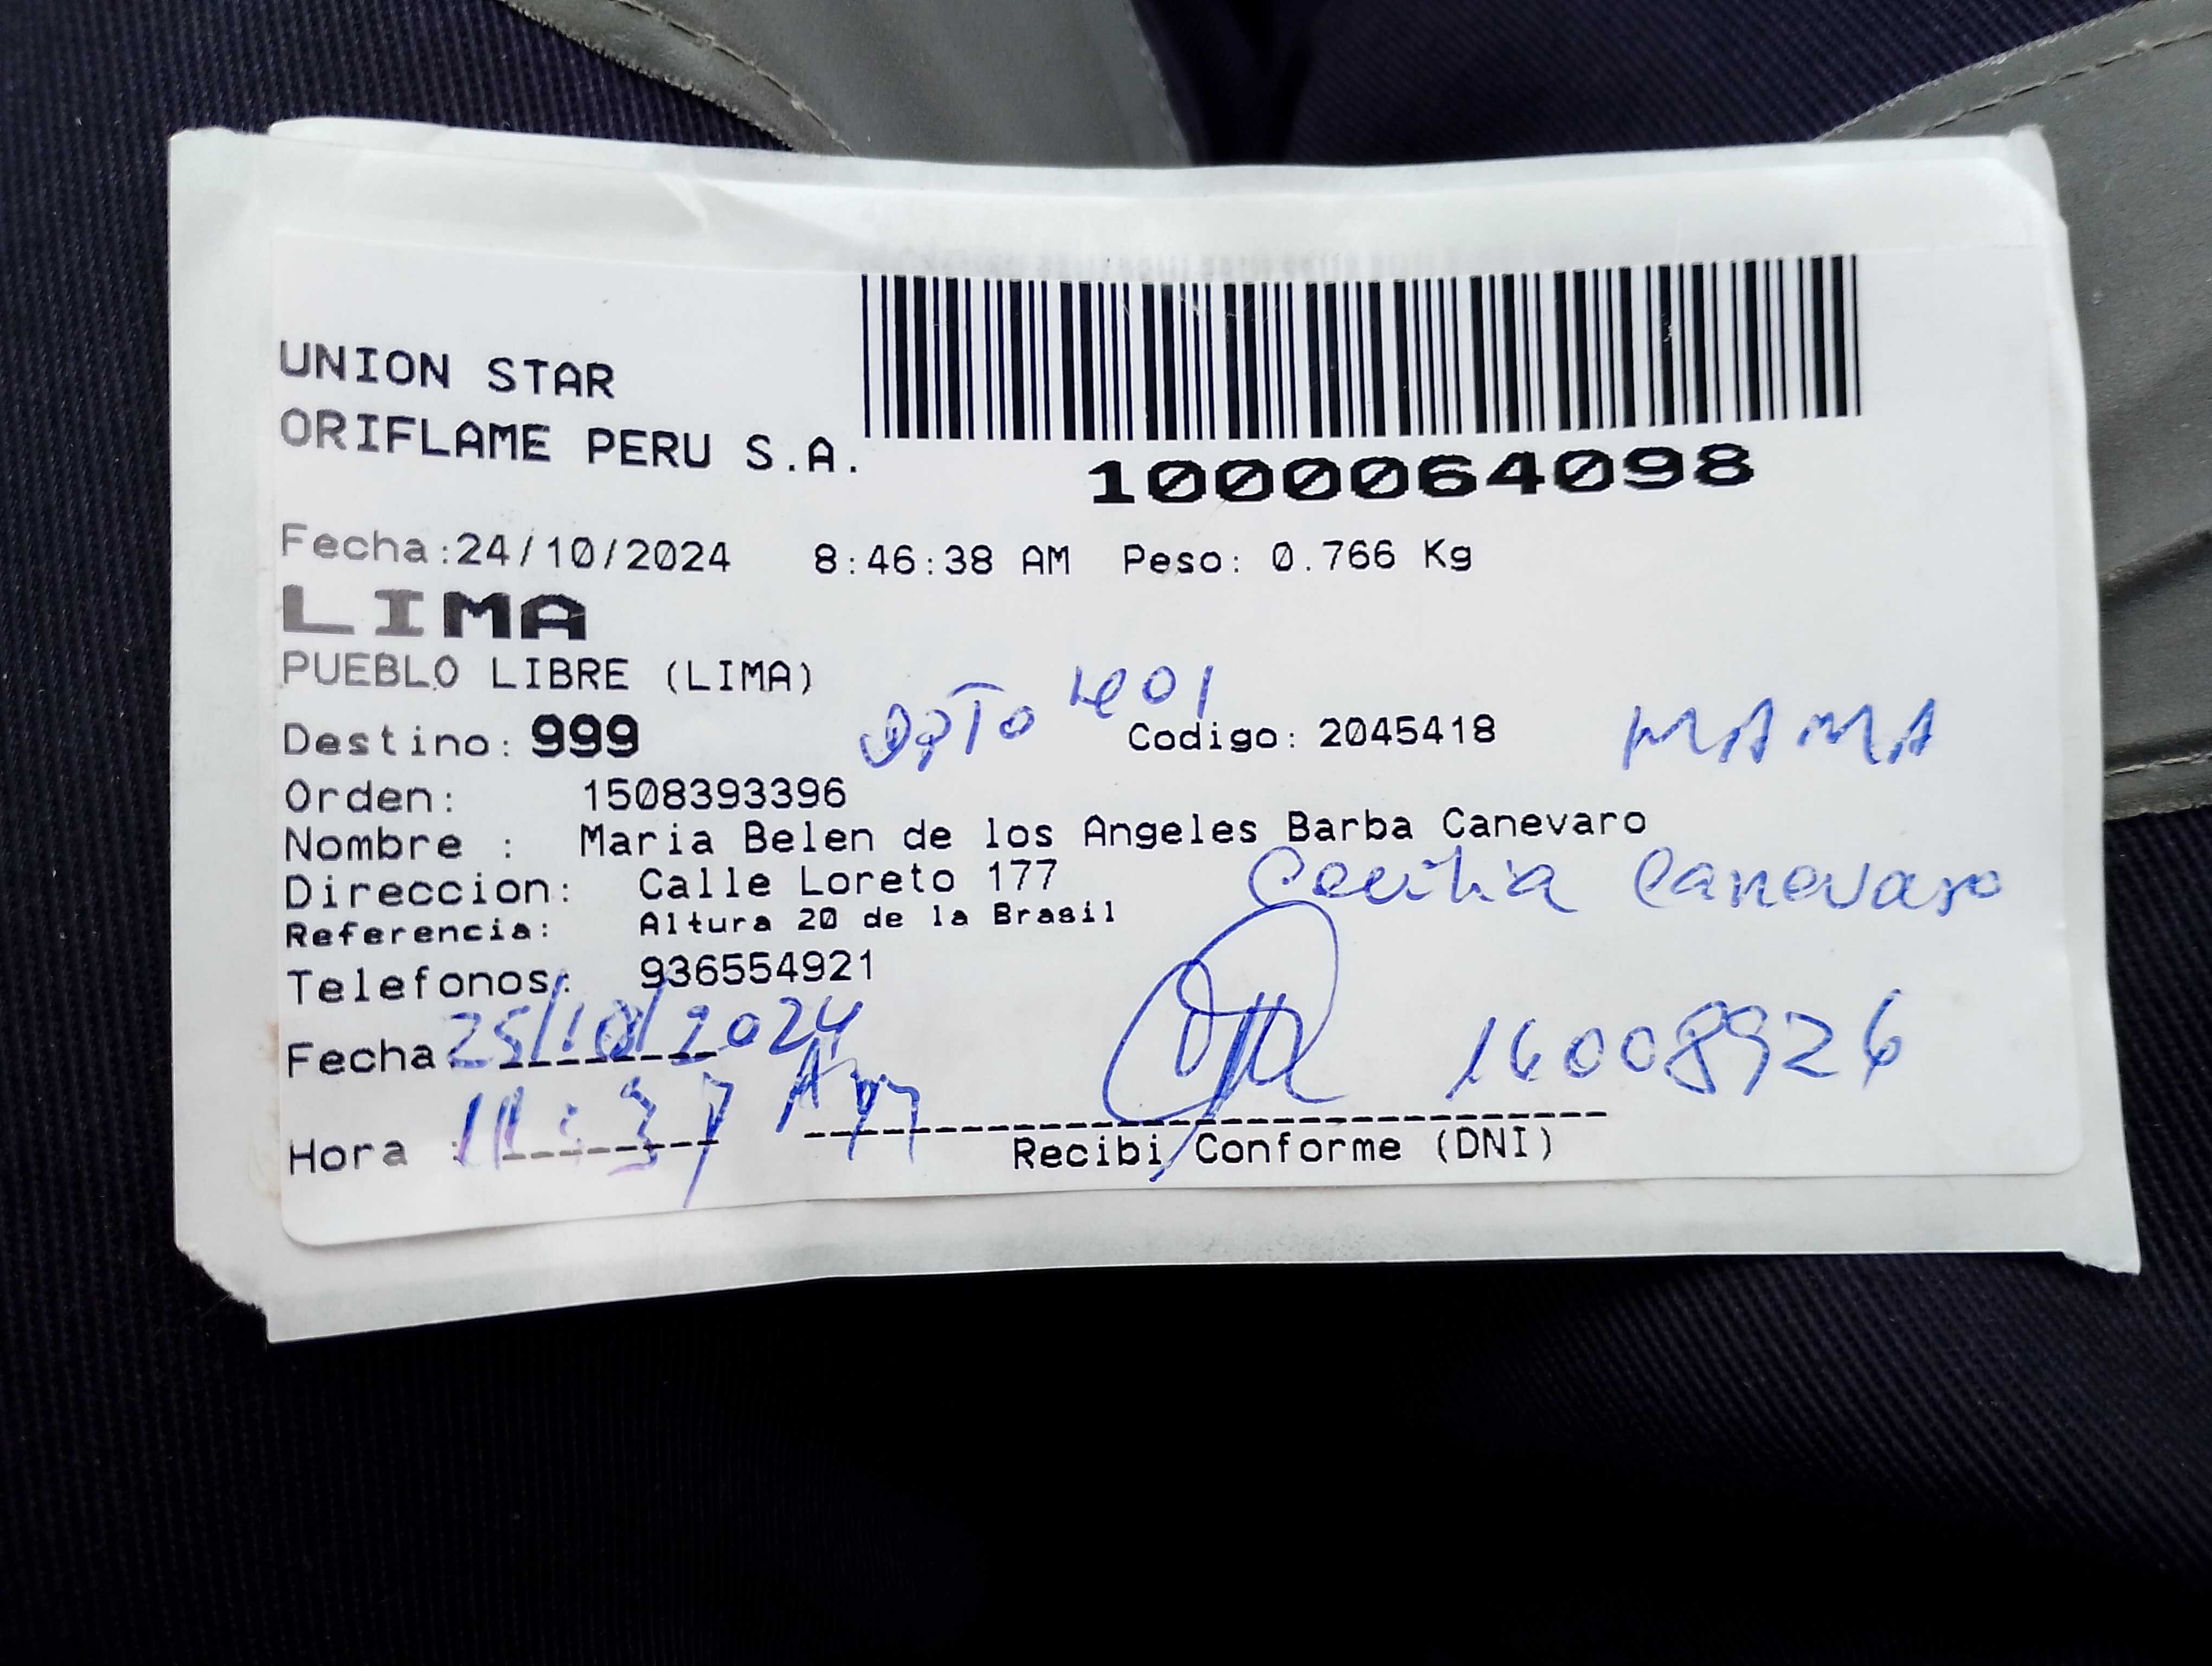 UNION STAR
ORIFLAME PERU S.A.
1000064098
Fecha:24/10/2024 8:46:38 AM Peso: 0.766 Kg
LIMA
PUEBLO LIBRE (LIMA)
DPTO 401
Destino: 999 Codigo: 2045418 MAMA
Orden: 1508393396
Nombre : Maria Belen de los Angeles Barba Canevaro
Direccion: Calle Loreto 177 Cecilia Canevaro
Referencia: Altura 20 de la Brasil
Telefonos: 936554921
Fecha 25/10/2024 16008926
Hora : 11:37 Am
Recibi Conforme (DNI)